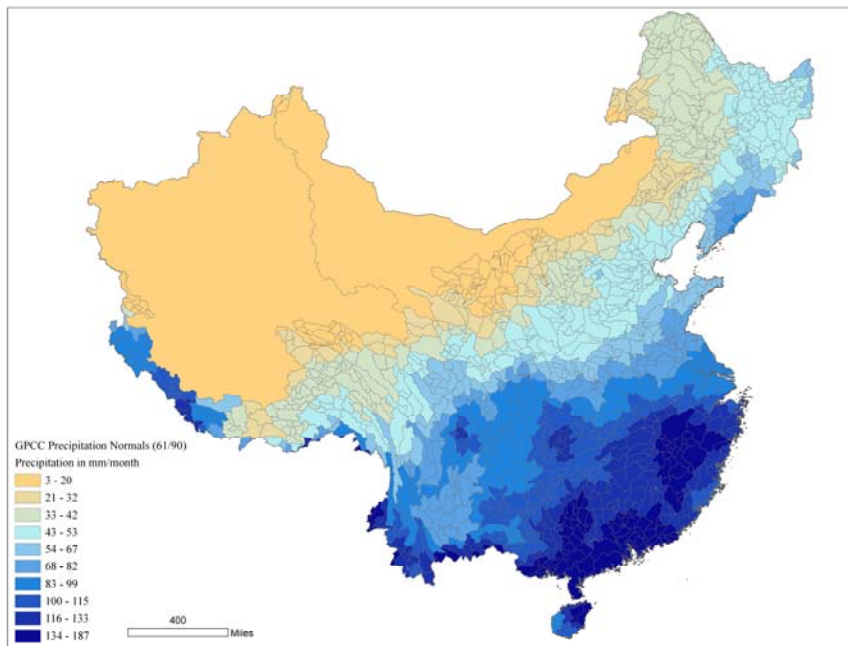 GPCC Precipitation Normals (61/90)
Precipitation in mm/month
3 - 20
21 - 32
33 - 42
43 - 53
54 - 67
68 - 82
83 - 99
100 - 115
116 - 133
134 - 187
400
Miles